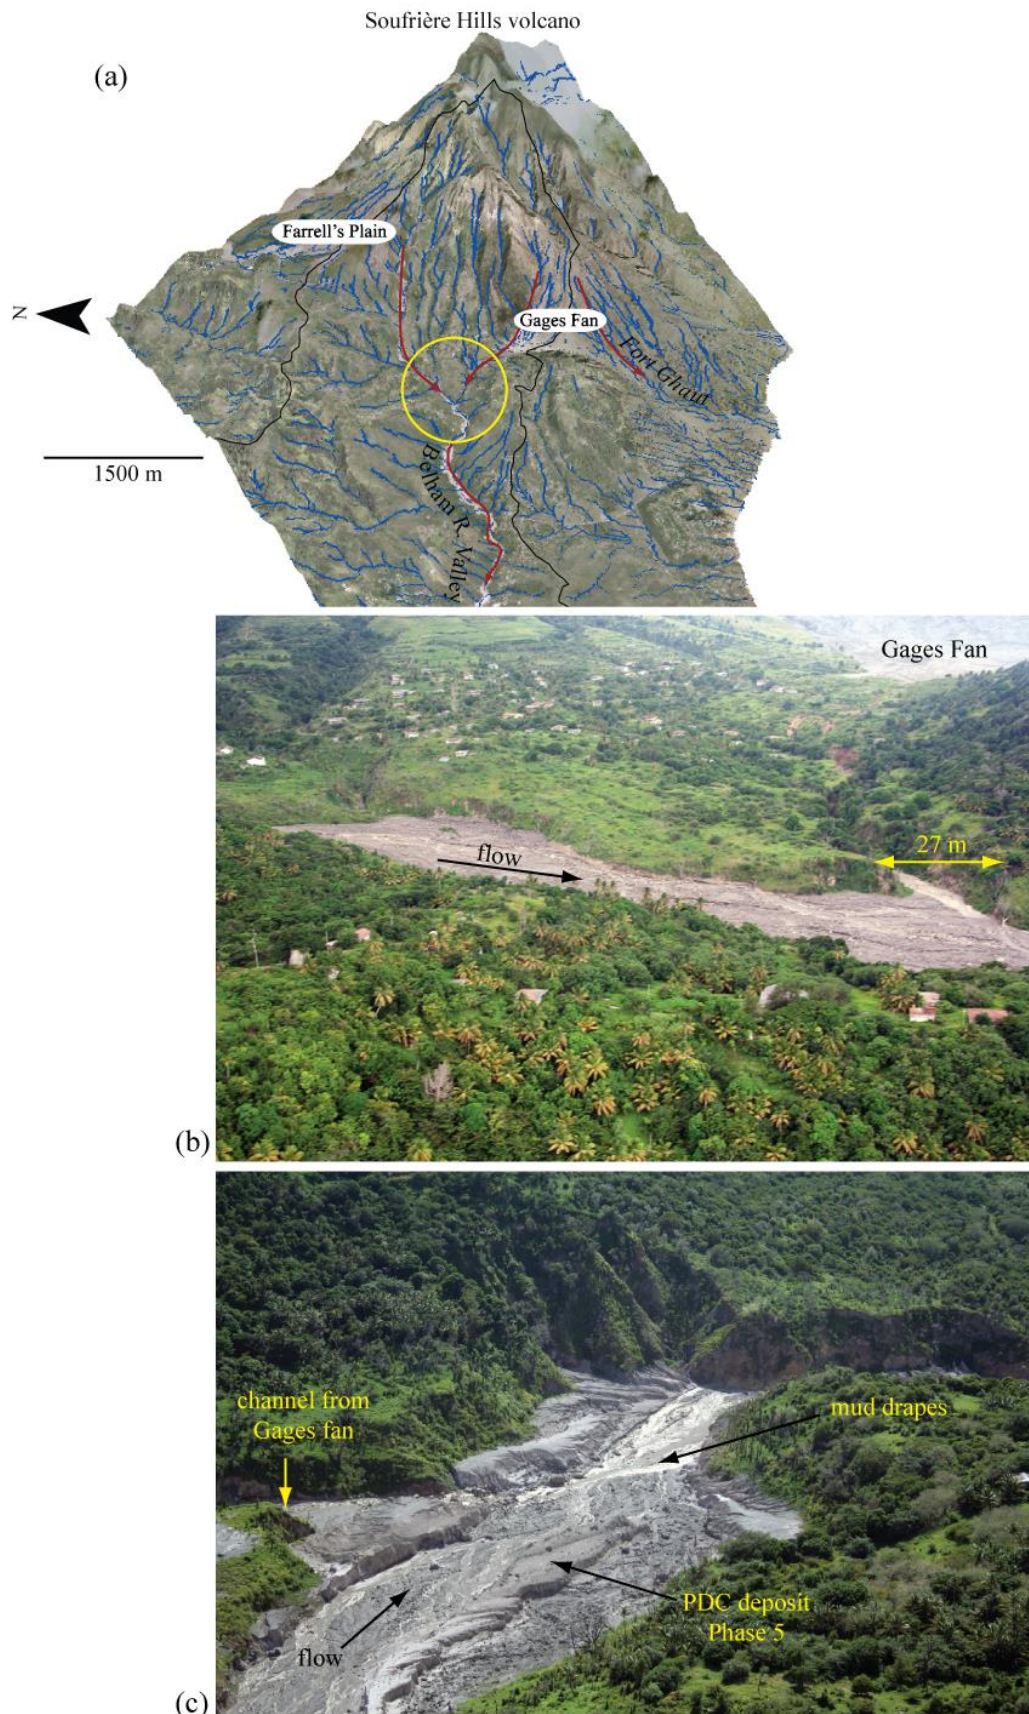 Soufrière Hills volcano
(a)
Farrell's Plain
N
Gages Fan
Fort Ghaut
1500 m
Belham R. Valley
Gages Fan
27 m
flow
(b)
channel from
Gages fan
mud drapes
PDC deposit
Phase 5
flow
(c)